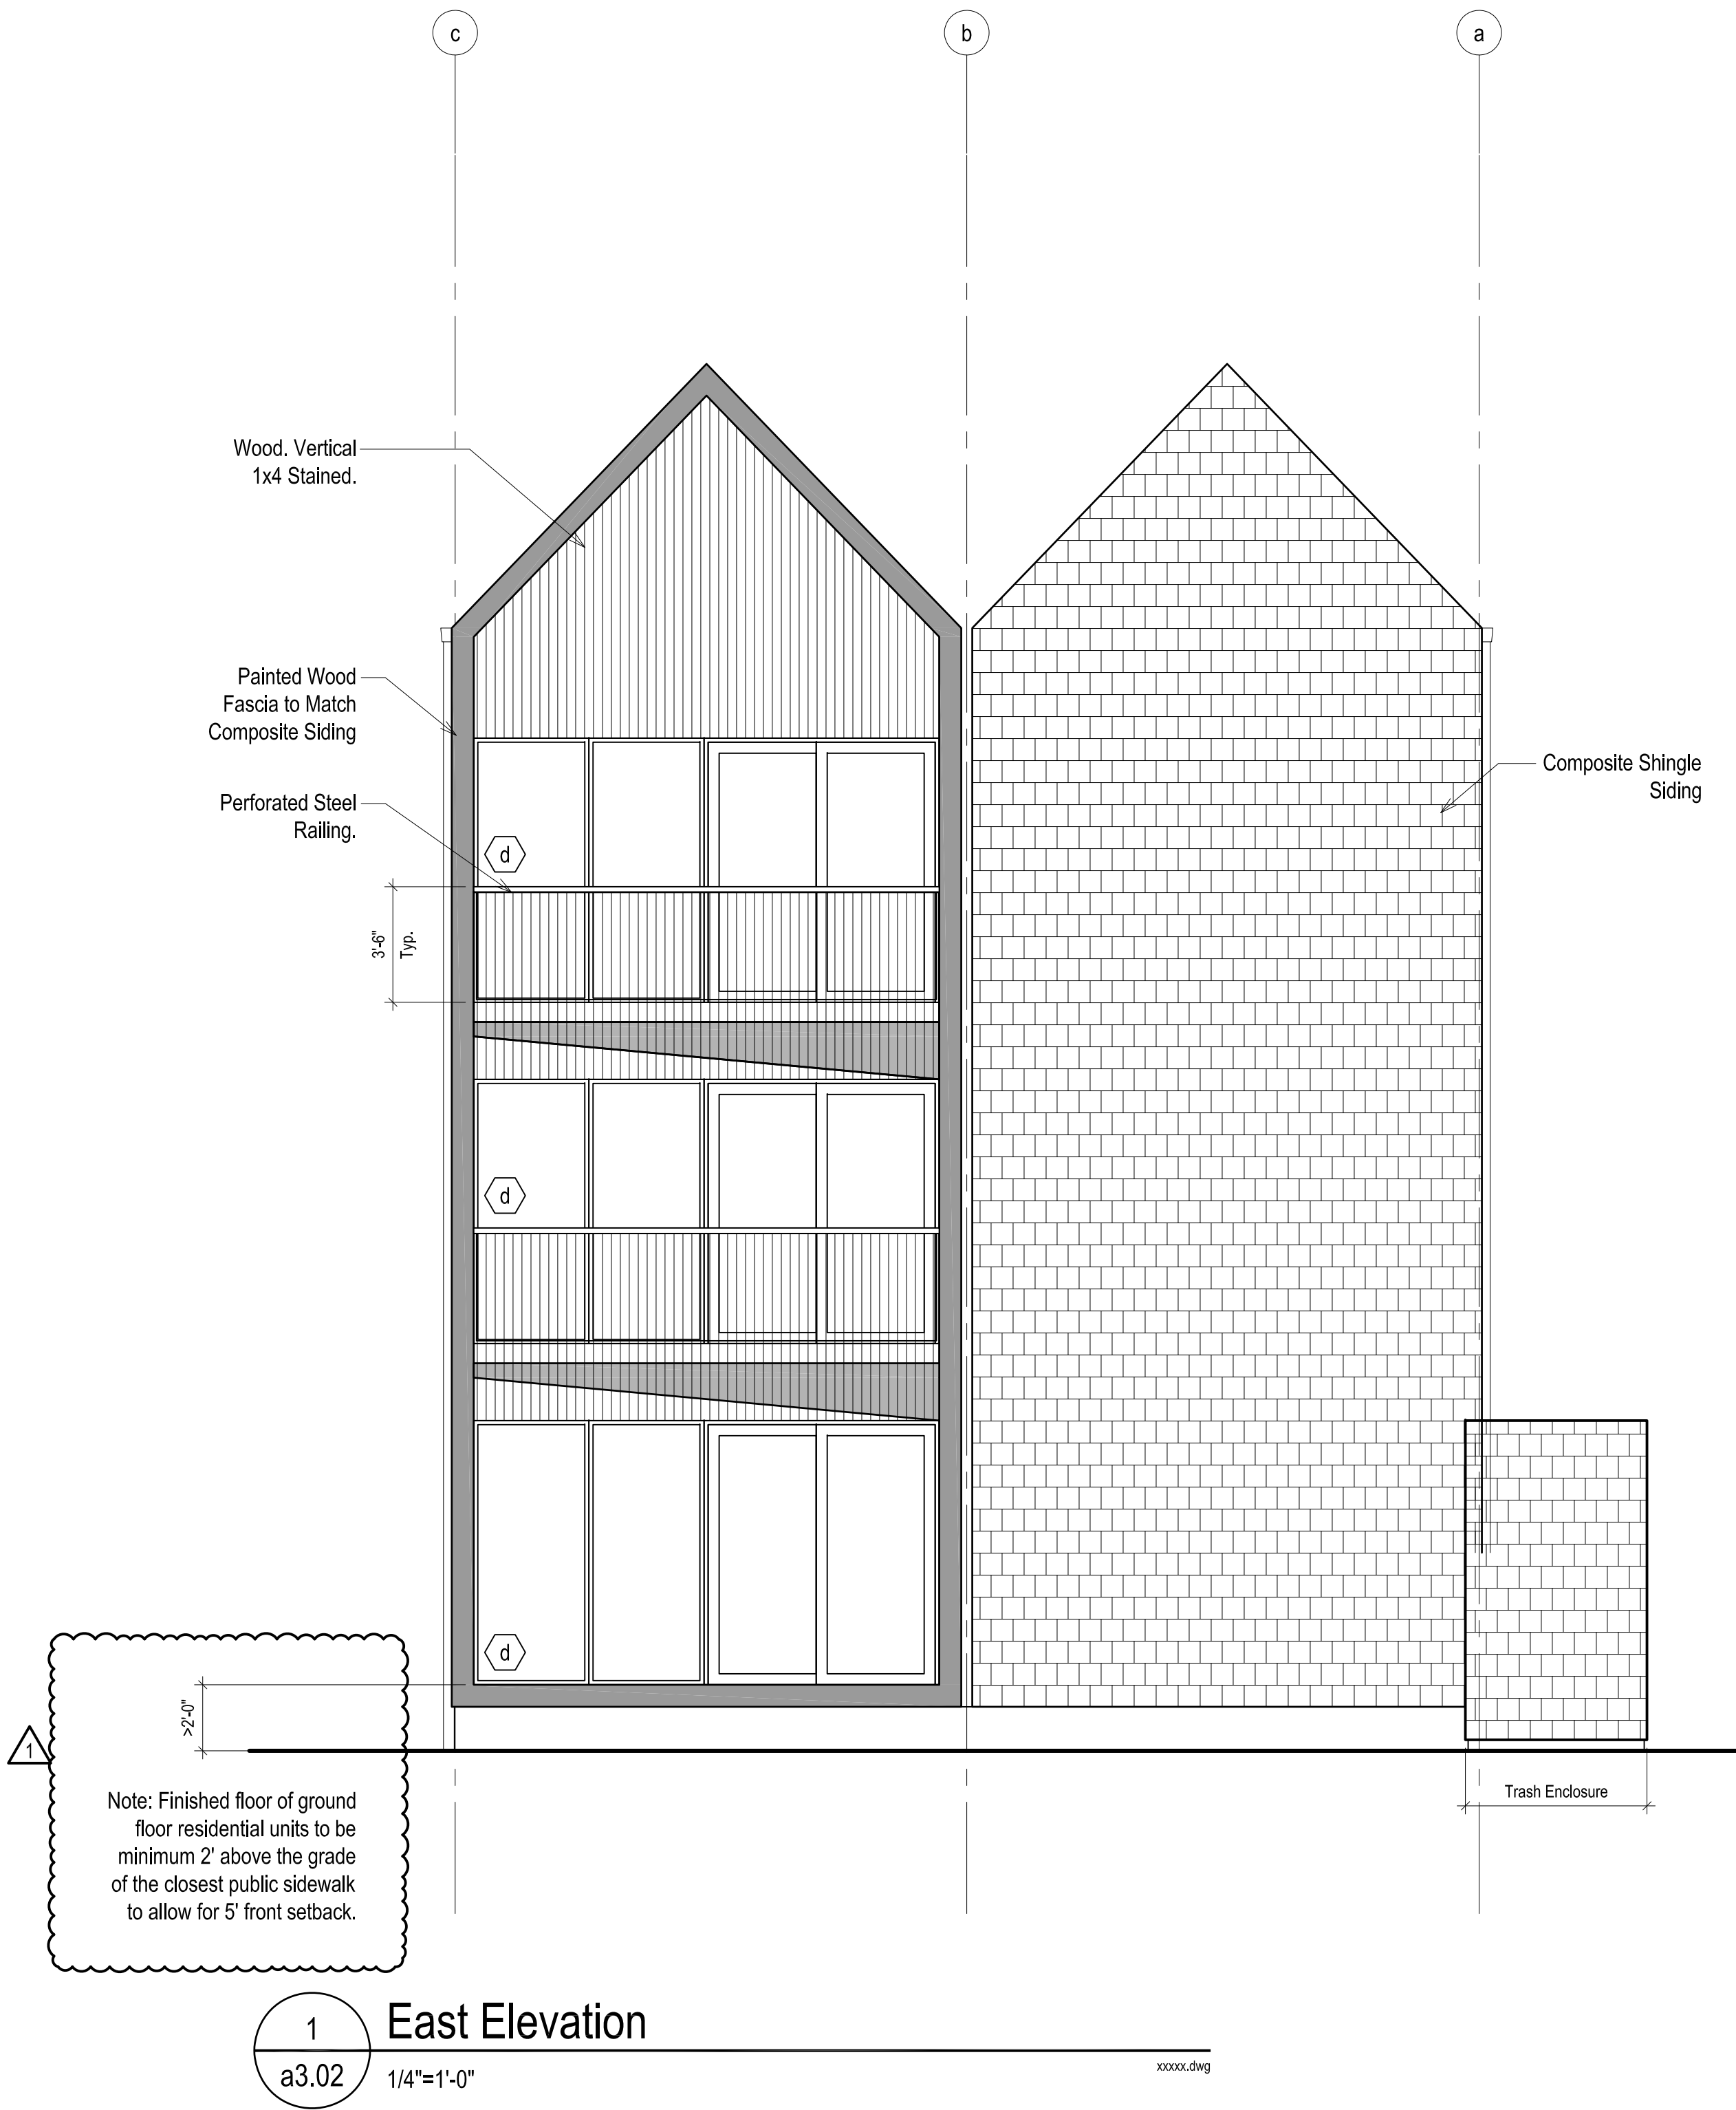 c
b
a
Wood. Vertical
1x4 Stained.
Painted Wood
Fascia to Match
Composite Siding
Composite Shingle
Siding
Perforated Steel
Railing.
d
3'-6"
Typ.
d
d
>2'-0"
1
Note: Finished floor of ground
floor residential units to be
minimum 2' above the grade
of the closest public sidewalk
to allow for 5' front setback.
Trash Enclosure
1
a3.02
East Elevation
1/4"=1'-0"
xxxxx.dwg